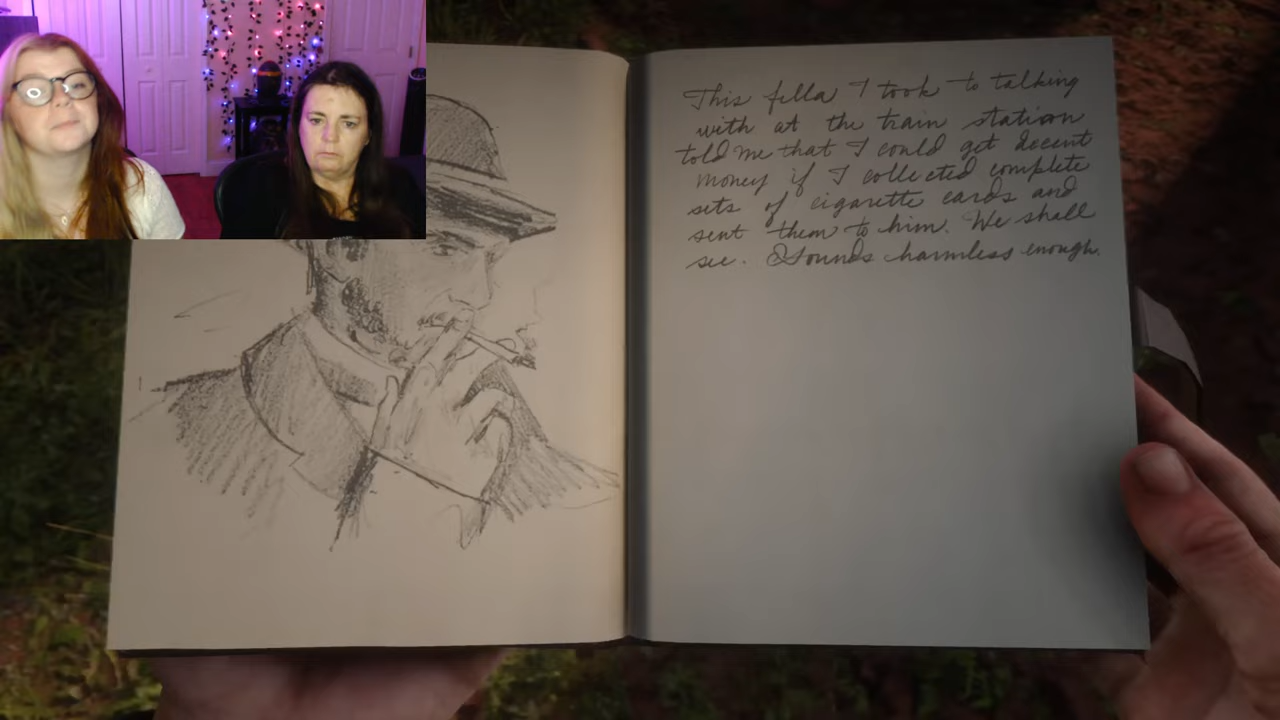 This fella I took to talking
with at the train station
told me that I could get decent
money if I collected complete
sets of cigarette cards and
sent them to him. We shall
see. Sounds harmless enough.